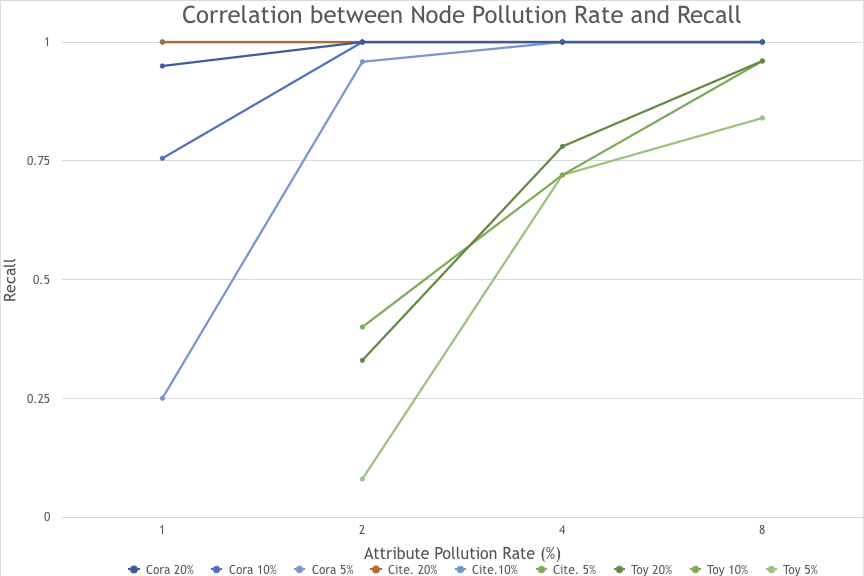 Correlation between Node Pollution Rate and Recall
1
0.75
0.5
0.25
0
Recall
1 2 4 8
Attribute Pollution Rate (%)
Cora 20% Cora 10% Cora 5% Cite. 20% Cite.10% Cite. 5% Toy 20% Toy 10% Toy 5%